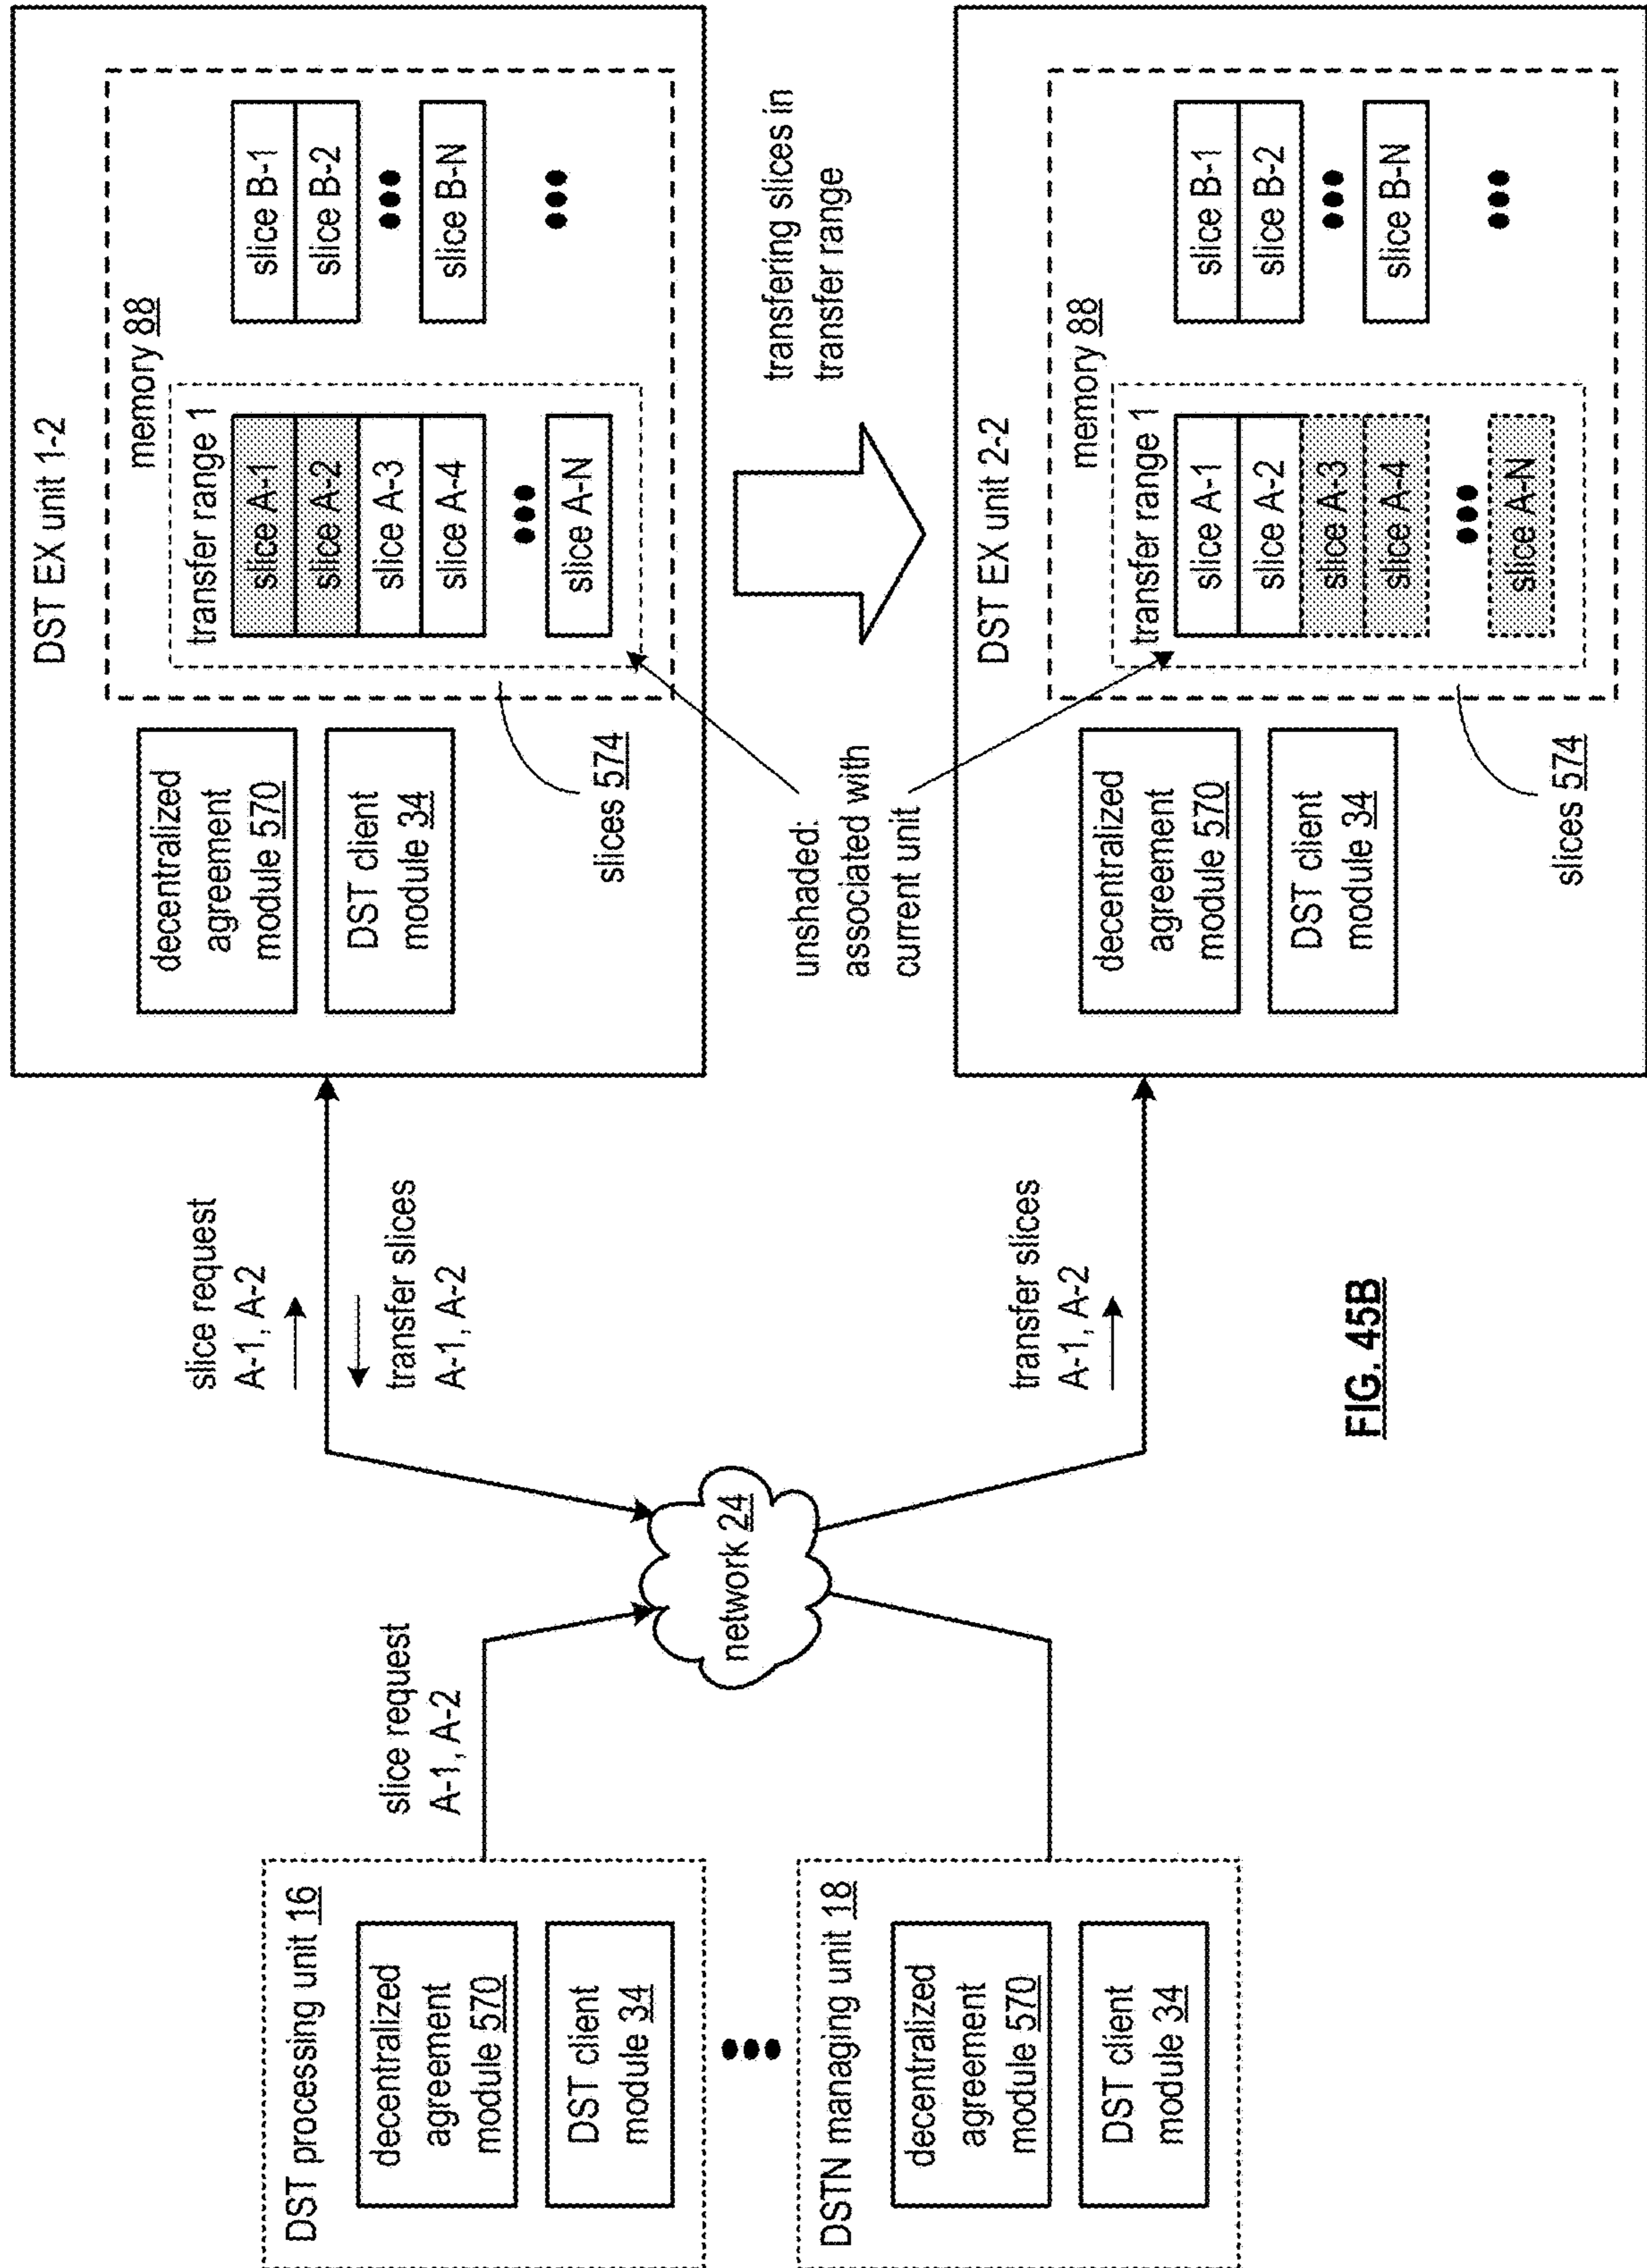 DST processing unit 16
decentralized
agreement
module 570
DST client
module 34
DSTN managing unit 18
decentralized
agreement
module 570
DST client
module 34
slice request
A-1, A-2
network 24
slice request
A-1, A-2
transfer slices
A-1, A-2
transfer slices
A-1, A-2
DST EX unit 1-2
decentralized
agreement
module 570
DST client
module 34
memory 88
transfer range 1
slice A-1
slice A-2
slice A-3
slice A-4
slice A-N
slice B-1
slice B-2
slice B-N
slices 574
unshaded:
associated with
current unit
transfering slices in
transfer range
DST EX unit 2-2
decentralized
agreement
module 570
DST client
module 34
memory 88
transfer range 1
slice A-1
slice A-2
slice A-3
slice A-4
slice A-N
slice B-1
slice B-2
slice B-N
slices 574
FIG. 45B